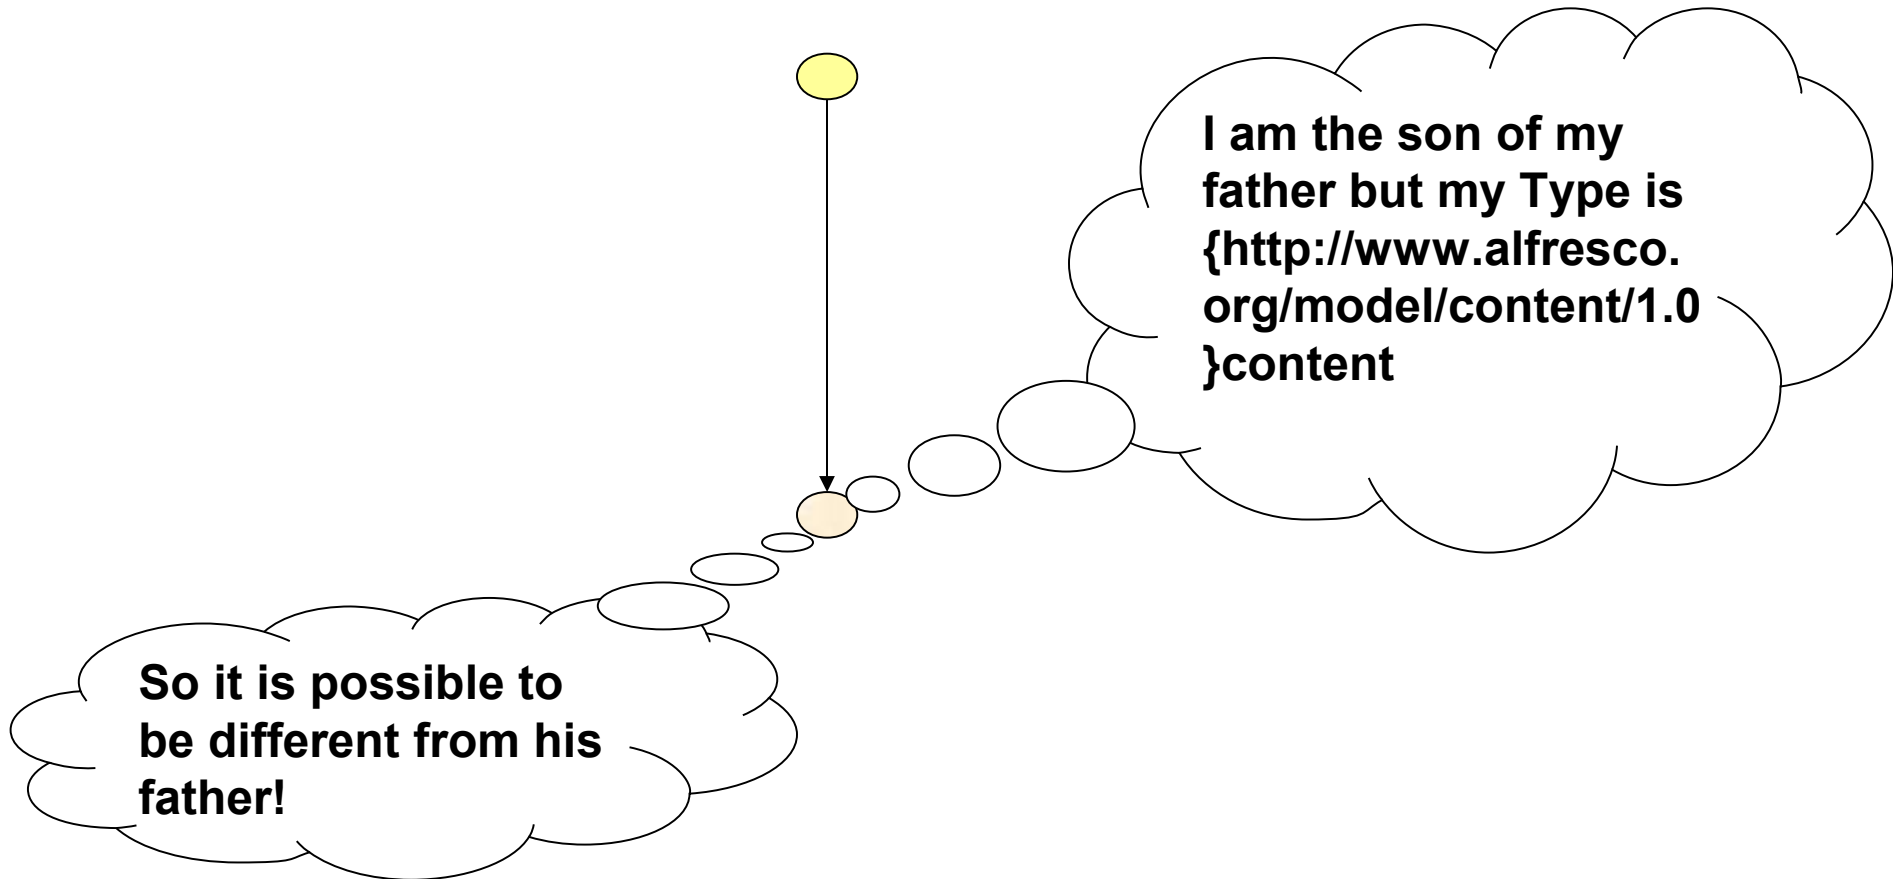 I am the son of my
father but my Type is
{http://www.alfresco.
org/model/content/1.0
}content
So it is possible to
be different from his
father!